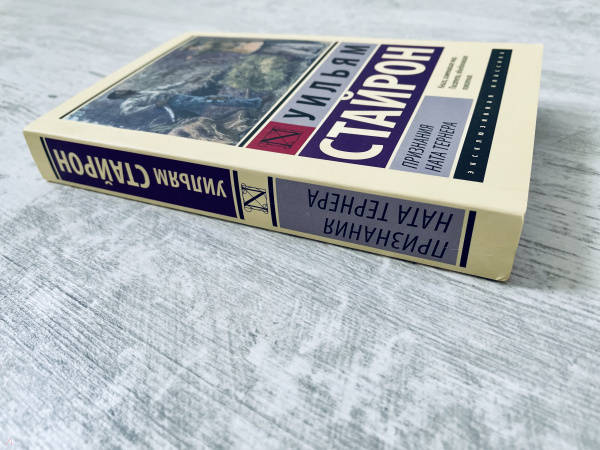 УИЛЬЯМ
СТАЙРОН
ПРИЗНАНИЯ
НАТА ТЕРНЕРА
ЭКСКЛЮЗИВНАЯ КЛАССИКА
УИЛЬЯМ СТАЙРОН
N
ПРИЗНАНИЯ
НАТА ТЕРНЕРА